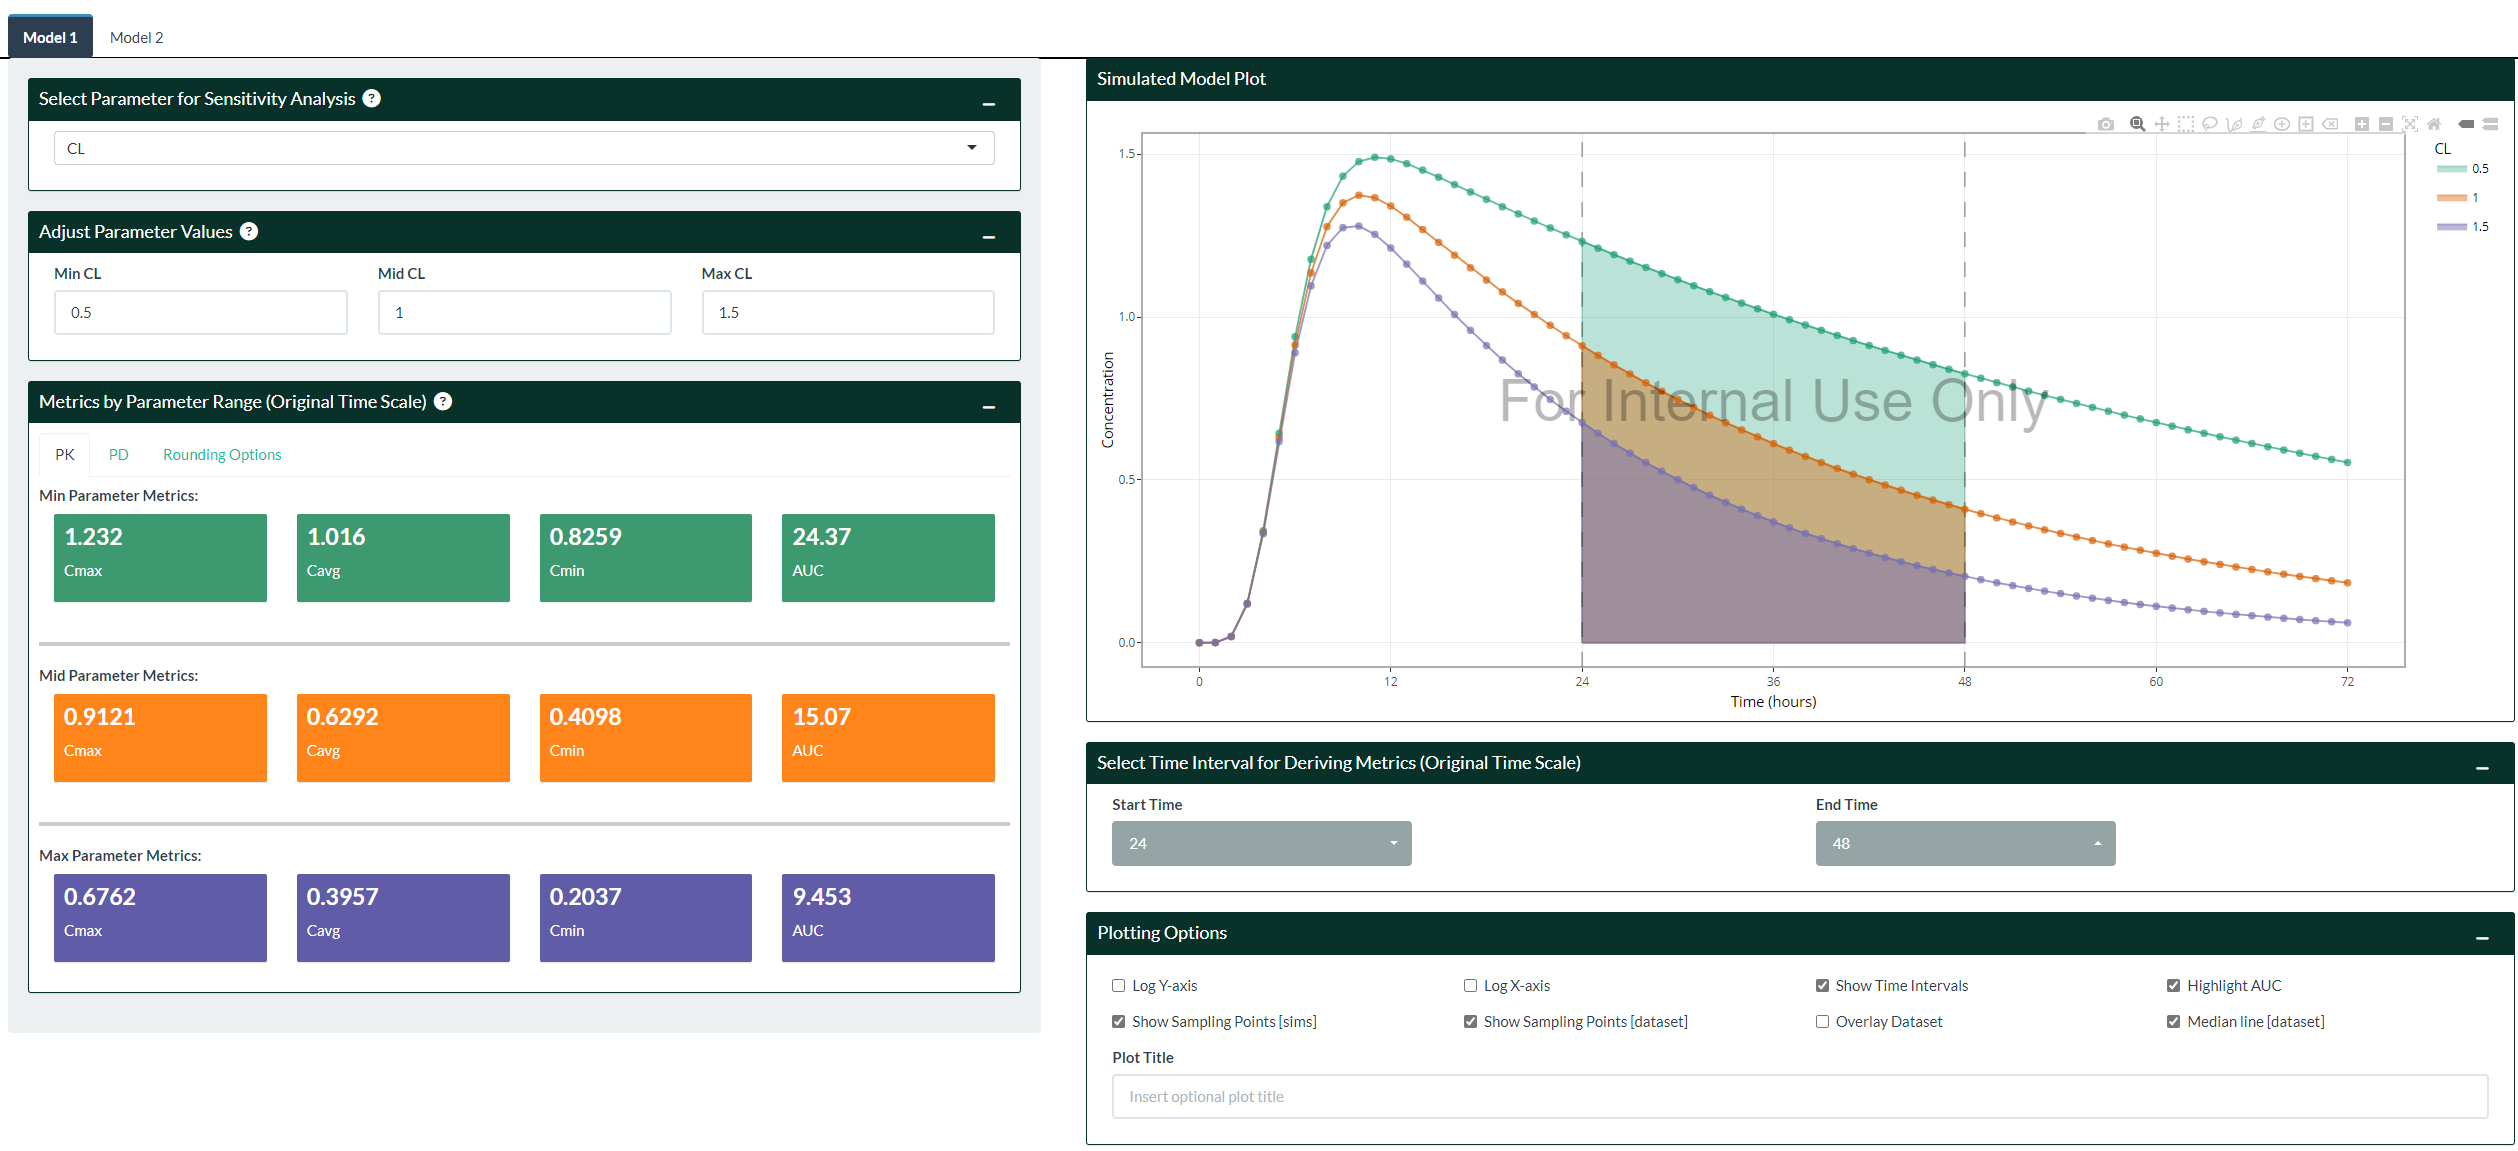 Model 1
Model 2
Select Parameter for Sensitivity Analysis ?
CL
Adjust Parameter Values ?
Min CL
Mid CL
Max CL
0.5
1
1.5
Metrics by Parameter Range (Original Time Scale) ?
PK
PD
Rounding Options
Min Parameter Metrics:
1.232
Cmax
1.016
Cavg
0.8259
Cmin
24.37
AUC
Mid Parameter Metrics:
0.9121
Cmax
0.6292
Cavg
0.4098
Cmin
15.07
AUC
Max Parameter Metrics:
0.6762
Cmax
0.3957
Cavg
0.2037
Cmin
9.453
AUC
Simulated Model Plot
CL
0.5
1
1.5
1.5
1.0
0.5
0.0
Concentration
For Internal Use Only
0
12
24
36
48
60
72
Time (hours)
Select Time Interval for Deriving Metrics (Original Time Scale)
Start Time
End Time
24
48
Plotting Options
Log Y-axis
Log X-axis
Show Time Intervals
Highlight AUC
Show Sampling Points [sims]
Show Sampling Points [dataset]
Overlay Dataset
Median line [dataset]
Plot Title
Insert optional plot title